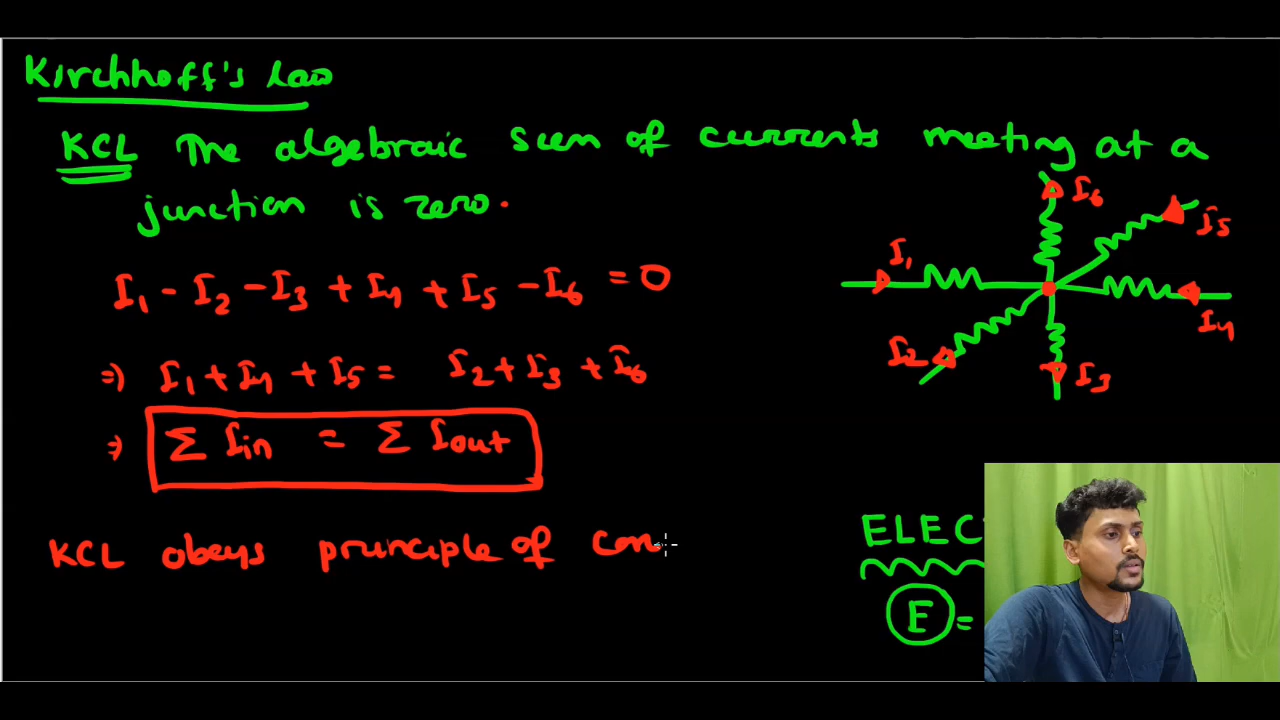 Kirchhoff's Law
KCL The algebraic sum of currents meeting at a
junction is zero.
I₁ - I₂ - I₃ + I₄ + I₅ - I₆ = 0
⇒ I₁ + I₄ + I₅ = I₂ + I₃ + I₆
⇒ Σ Iin = Σ Iout
KCL obeys principle of con
I₆
I₅
I₁
I₄
I₂
I₃
ELEC
E =